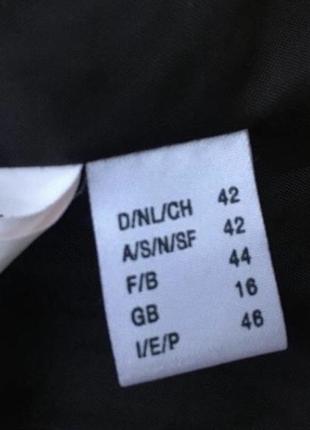 D/NL/CH 42
A/S/N/SF 42
F/B 44
GB 16
I/E/P 46